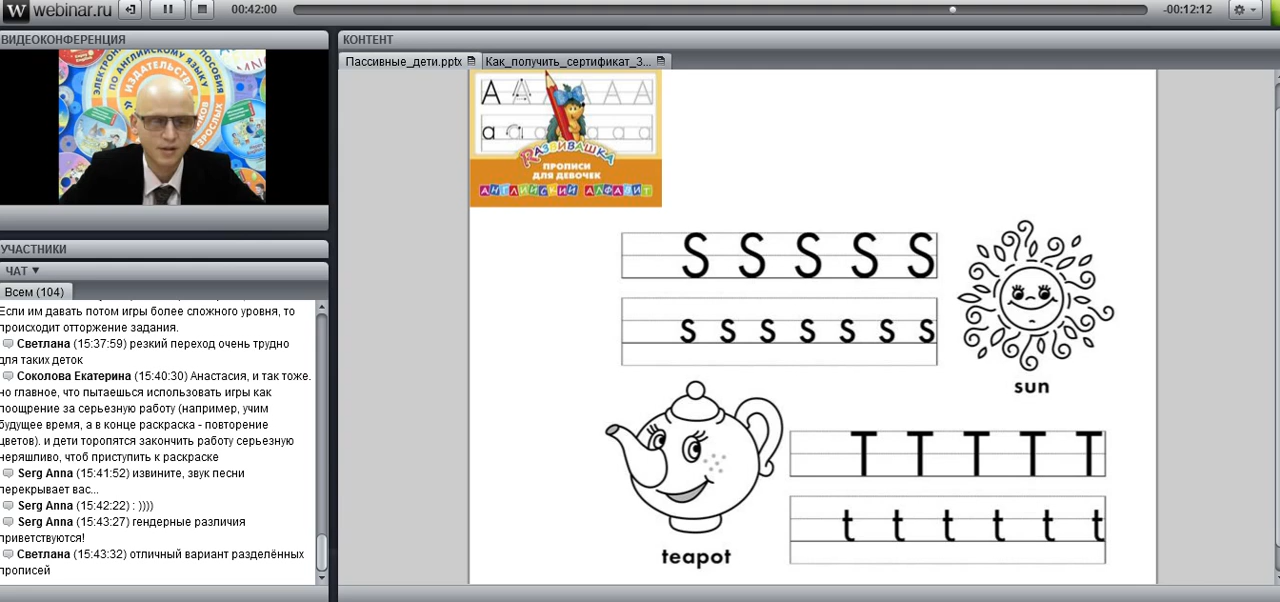 W webinar.ru
00:42:00
-00:12:12
ВИДЕОКОНФЕРЕНЦИЯ
ЭЛЕКТРОН
ПО АНГЛИЙСКОМУ ЯЗЫКУ
ПОСОБИЯ
ИЗДАТЕЛЬСТВА
УЧАСТНИКИ
ЧАТ ▼
Всем (104)
Если им давать потом игры более сложного уровня, то
происходит отторжение задания.
Светлана (15:37:59) резкий переход очень трудно
для таких деток
Соколова Екатерина (15:40:30) Анастасия, и так тоже.
но главное, что пытаешься использовать игры как
поощрение за серьезную работу (например, учим
будущее время, а в конце раскраска - повторение
цветов). и дети торопятся закончить работу серьезную
неряшливо, чтоб приступить к раскраске
Serg Anna (15:41:52) извините, звук песни
перекрывает вас...
Serg Anna (15:42:22) : ))))
Serg Anna (15:43:27) гендерные различия
приветствуются!
Светлана (15:43:32) отличный вариант разделённых
прописей
КОНТЕНТ
Пассивные_дети.pptx
Как_получить_сертификат_3...
A A A A A
a a a a a a
РАЗВИВАШКА
ПРОПИСИ
ДЛЯ ДЕВОЧЕК
АНГЛИЙСКИЙ АЛФАВИТ
S S S S S
s s s s s s s
sun
T T T T T
t t t t t t
teapot